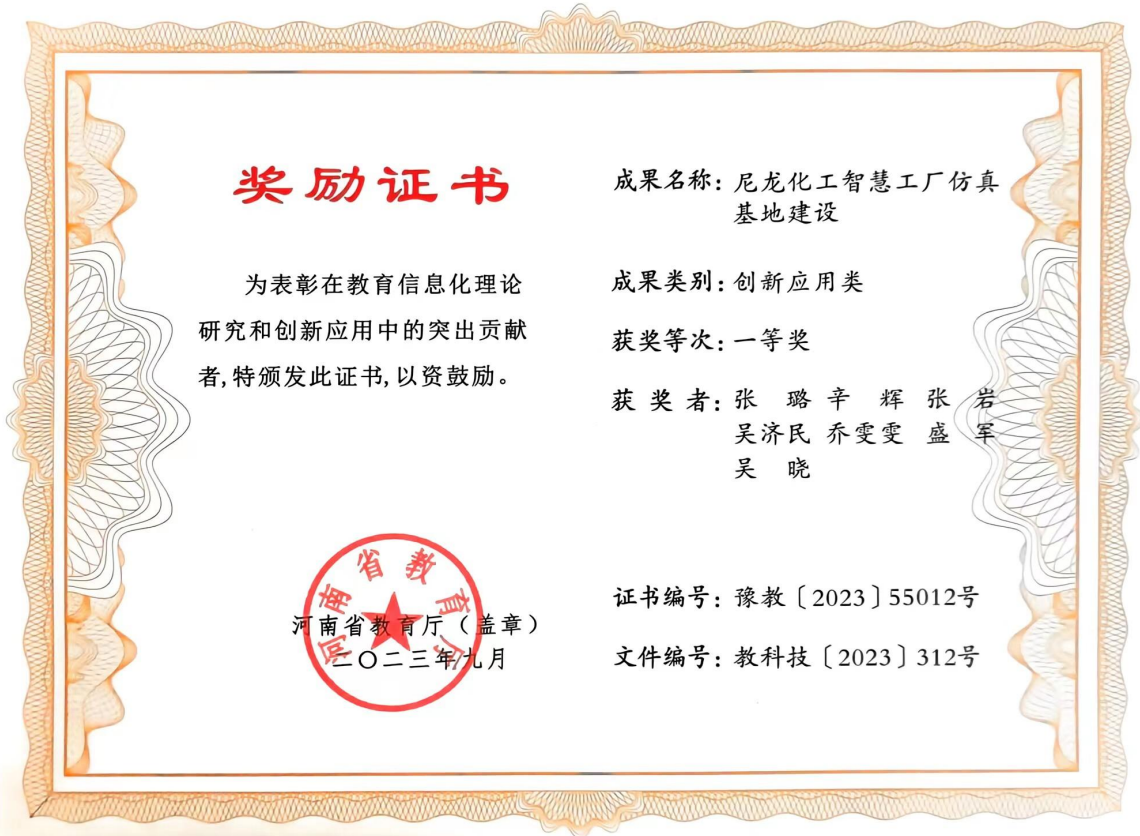 奖励证书
为表彰在教育信息化理论
研究和创新应用中的突出贡献
者,特颁发此证书,以资鼓励。
河南省教育厅
河南省教育厅（盖章）
二〇二三年九月
成果名称：尼龙化工智慧工厂仿真
基地建设
成果类别：创新应用类
获奖等次：一等奖
获 奖 者：张 璐 辛 辉 张 岩
吴济民 乔雯雯 盛 军
吴 晓
证书编号：豫教〔2023〕55012号
文件编号：教科技〔2023〕312号